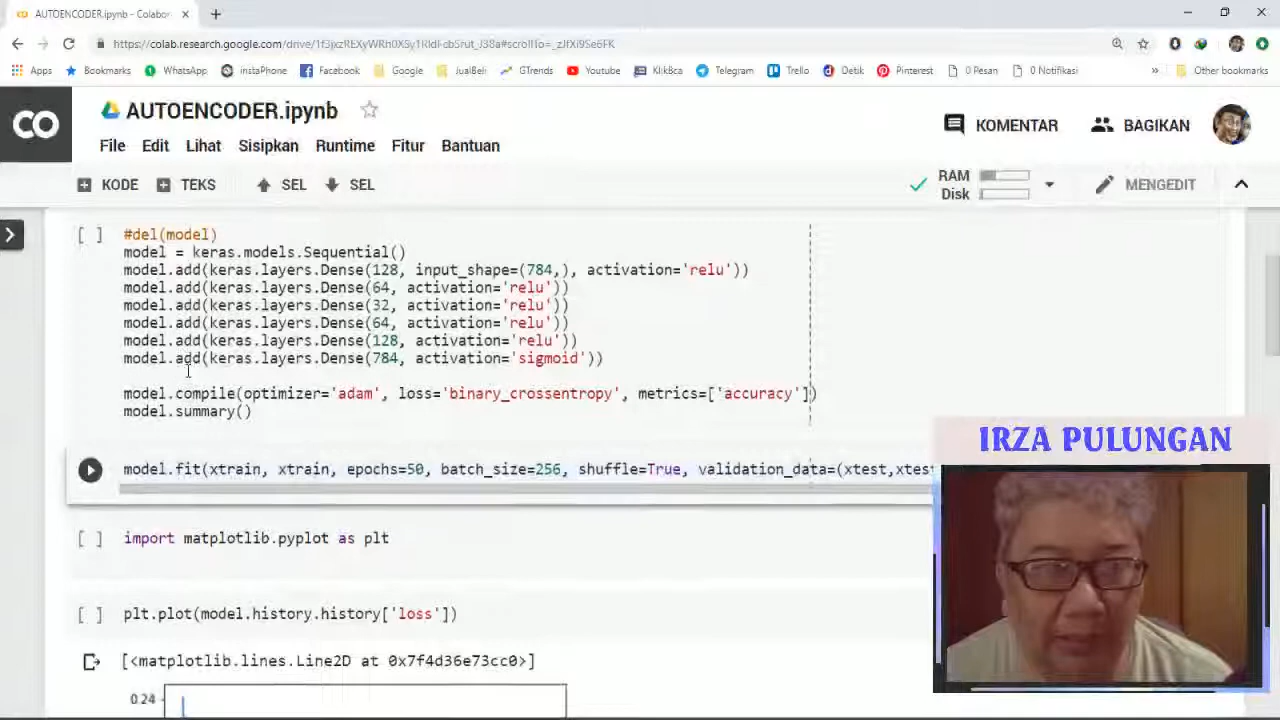 AUTOENCODER.ipynb - Colabor
Apps
Bookmarks
WhatsApp
instaPhone
Facebook
Google
JualBeli
GTrends
Youtube
KlikBca
Telegram
Trello
Detik
Pinterest
0 Pesan
0 Notifikasi
»
Other bookmarks
CO
AUTOENCODER.ipynb
KOMENTAR
BAGIKAN
File Edit Lihat Sisipkan Runtime Fitur Bantuan
KODE TEKS SEL SEL
RAM
Disk
MENGEDIT
[ ] #del(model)
model = keras.models.Sequential()
model.add(keras.layers.Dense(128, input_shape=(784,), activation='relu'))
model.add(keras.layers.Dense(64, activation='relu'))
model.add(keras.layers.Dense(32, activation='relu'))
model.add(keras.layers.Dense(64, activation='relu'))
model.add(keras.layers.Dense(128, activation='relu'))
model.add(keras.layers.Dense(784, activation='sigmoid'))
model.compile(optimizer='adam', loss='binary_crossentropy', metrics=['accuracy'])
model.summary()
IRZA PULUNGAN
model.fit(xtrain, xtrain, epochs=50, batch_size=256, shuffle=True, validation_data=(xtest,xtest
[ ] import matplotlib.pyplot as plt
[ ] plt.plot(model.history.history['loss'])
[<matplotlib.lines.Line2D at 0x7f4d36e73cc0>]
0.24